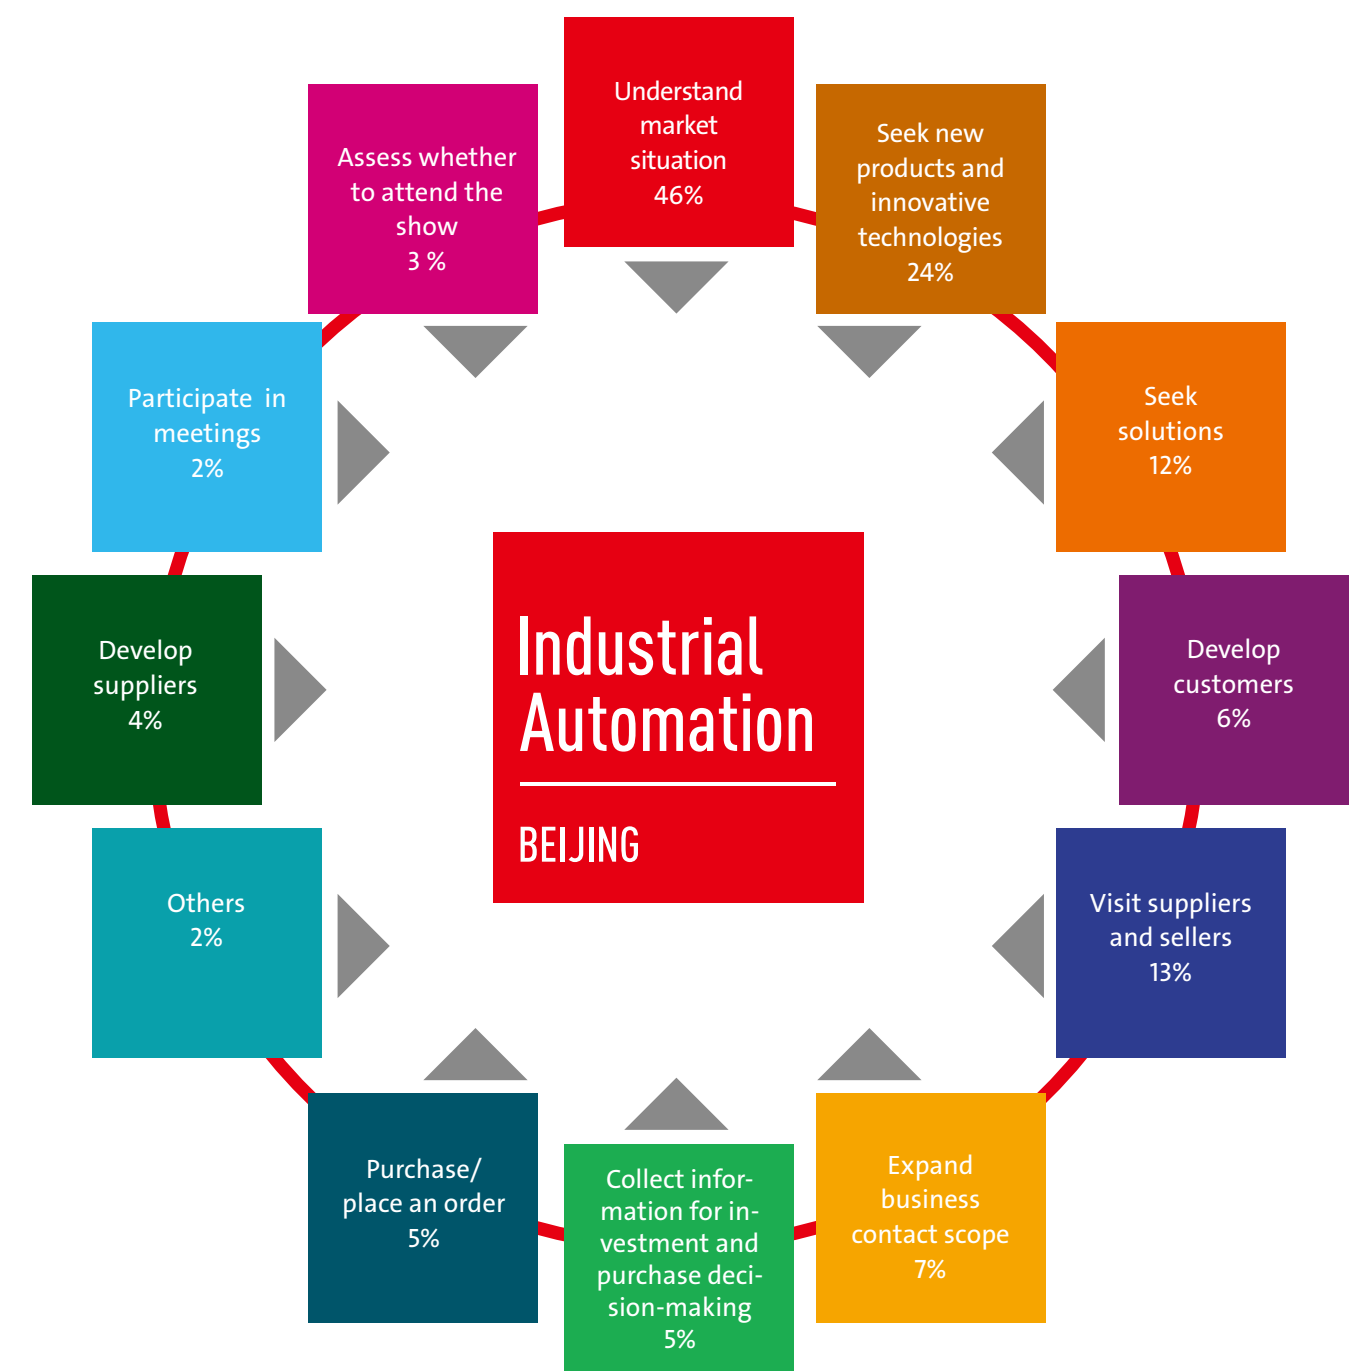 Understand
market
situation
46%
Seek new
products and
innovative
technologies
24%
Seek
solutions
12%
Develop
customers
6%
Visit suppliers
and sellers
13%
Expand
business
contact scope
7%
Collect infor-
mation for in-
vestment and
purchase deci-
sion-making
5%
Purchase/
place an order
5%
Others
2%
Develop
suppliers
4%
Participate in
meetings
2%
Assess whether
to attend the
show
3 %
Industrial
Automation
BEIJING